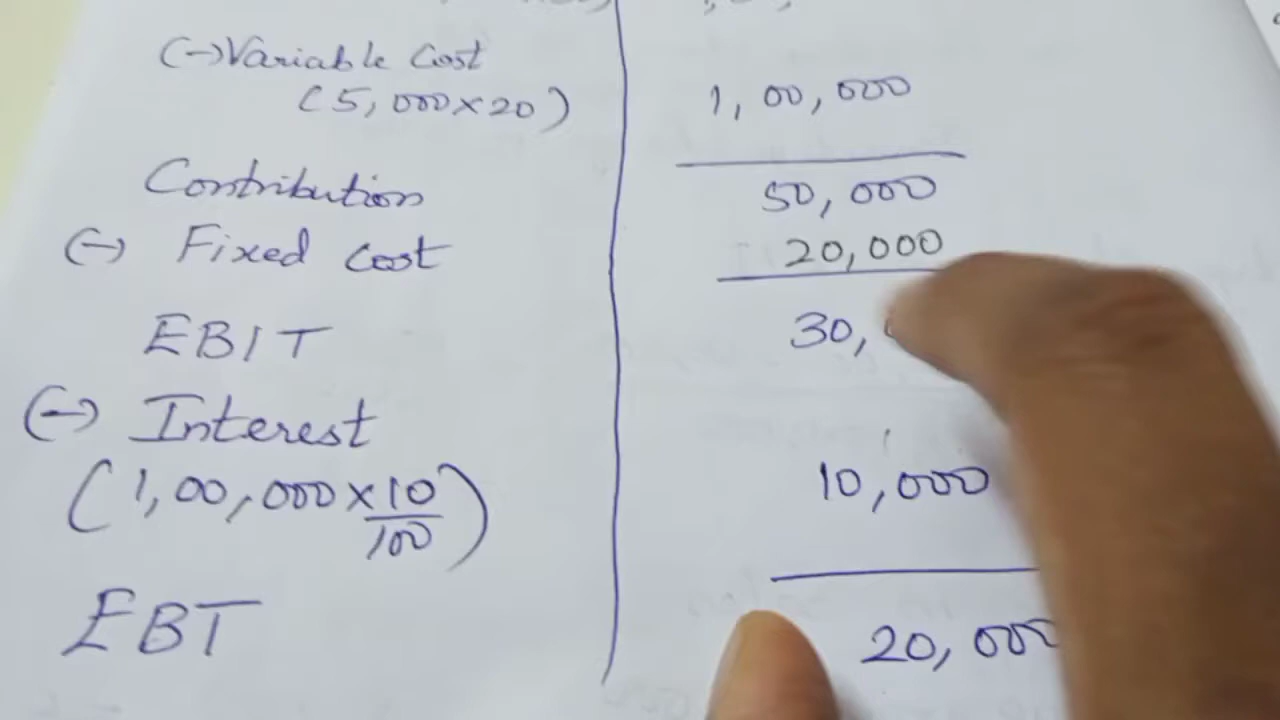 (-) Variable Cost
(5,000 × 20) 1,00,000
Contribution 50,000
(-) Fixed Cost 20,000
EBIT 30,
(-) Interest
(1,00,000 × 10/100) 10,000
EBT 20,000